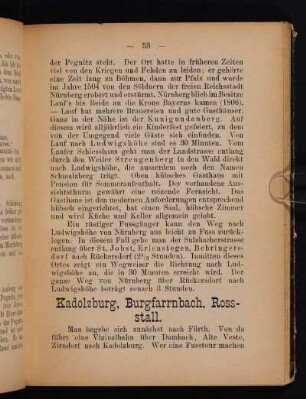 — 53 —
der Pegnitz steht. Der Ort hatte in früheren Zeiten
viel von den Kriegen und Fehden zu leiden; er gehörte
eine Zeit lang zu Böhmen, dann zur Pfalz und wurde
im Jahre 1504 von den Söhnern der freien Reichsstadt
Nürnberg erobert und erstürmt. Nürnberg blieb im Besitze
Lauf's bis Beide an die Krone Bayerns kamen (1806).
— Lauf hat mehrere Brauereien und gute Gasthäuser.
Ganz in der Nähe ist der Kunigundenberg. Auf
diesem wird alljährlich ein Kinderfest gefeiert, zu dem
von der Umgegend viele Gäste sich einfinden. Von
Lauf nach Ludwigshöhe sind es 30 Minuten. Vom
Laufer Schiesshaus geht der Landstrasse entlang
durch den Weiler Strengenberg in den Wald direkt
nach Ludwigshöhe, die ausserdem noch den Namen
Schnaizberg trägt. Oben hübsches Gasthaus mit
Pension für Sommeraufenthalt. Der vorhandene Aus-
sichtsthurm gewährt eine reizende Fernsicht. Das
Gasthaus ist den modernen Anforderungen entsprechend
hübsch eingerichtet, hat einen Saal, hübsche Zimmer
und wird Küche und Keller allgemein gelobt.
Ein rüstiger Fussgänger kann den Weg nach
Ludwigshöhe von Nürnberg aus leicht zu Fuss machen.
In diesem Fall gehe man der Sulzbacherstrasse
entlang über St. Jobst, Erlenstegen, Behringers-
dorf nach Rückersdorf (2½ Stunden). Inmitten dieses
Ortes zeigt ein Wegweiser die Richtung nach Lud-
wigshöhe an, die in 30 Minuten erreicht wird. Der
ganze Weg von Nürnberg über Rückersdorf nach
Ludwigshöhe beträgt sonach 3 Stunden.
Kadolzburg, Burgfarrnbach, Ross-
stall.
Man begebe sich zunächst nach Fürth. Von da
führt eine Vizinalbahn über Dambach, Alte Veste,
Zirndorf nach Kadolzburg. Wer eine Fusstour machen